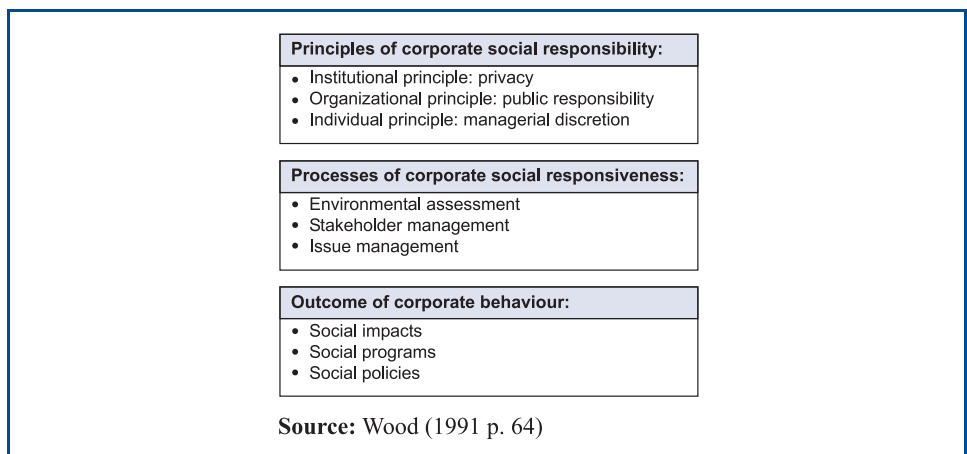 Principles of corporate social responsibility:
• Institutional principle: privacy
• Organizational principle: public responsibility
• Individual principle: managerial discretion
Processes of corporate social responsiveness:
• Environmental assessment
• Stakeholder management
• Issue management
Outcome of corporate behaviour:
• Social impacts
• Social programs
• Social policies
Source: Wood (1991 p. 64)